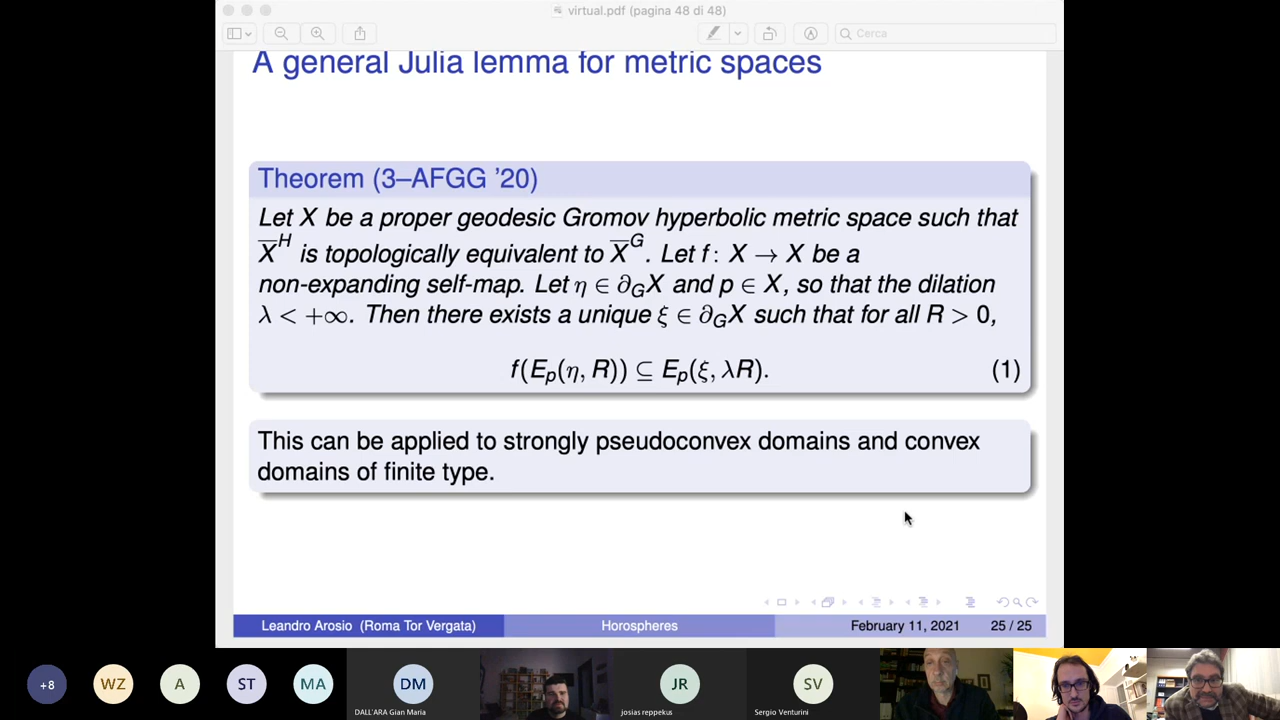 virtual.pdf (pagina 48 di 48)
Cerca
A general Julia lemma for metric spaces
Theorem (3–AFGG '20)
Let X be a proper geodesic Gromov hyperbolic metric space such that
X̅^H is topologically equivalent to X̅^G. Let f: X → X be a
non-expanding self-map. Let η ∈ ∂_G X and p ∈ X, so that the dilation
λ < +∞. Then there exists a unique ξ ∈ ∂_G X such that for all R > 0,
f(E_p(η, R)) ⊆ E_p(ξ, λR). (1)
This can be applied to strongly pseudoconvex domains and convex
domains of finite type.
Leandro Arosio (Roma Tor Vergata) Horospheres February 11, 2021 25 / 25
+8 WZ A ST MA DM JR SV
DALL'ARA Gian Maria josias reppekus Sergio Venturini